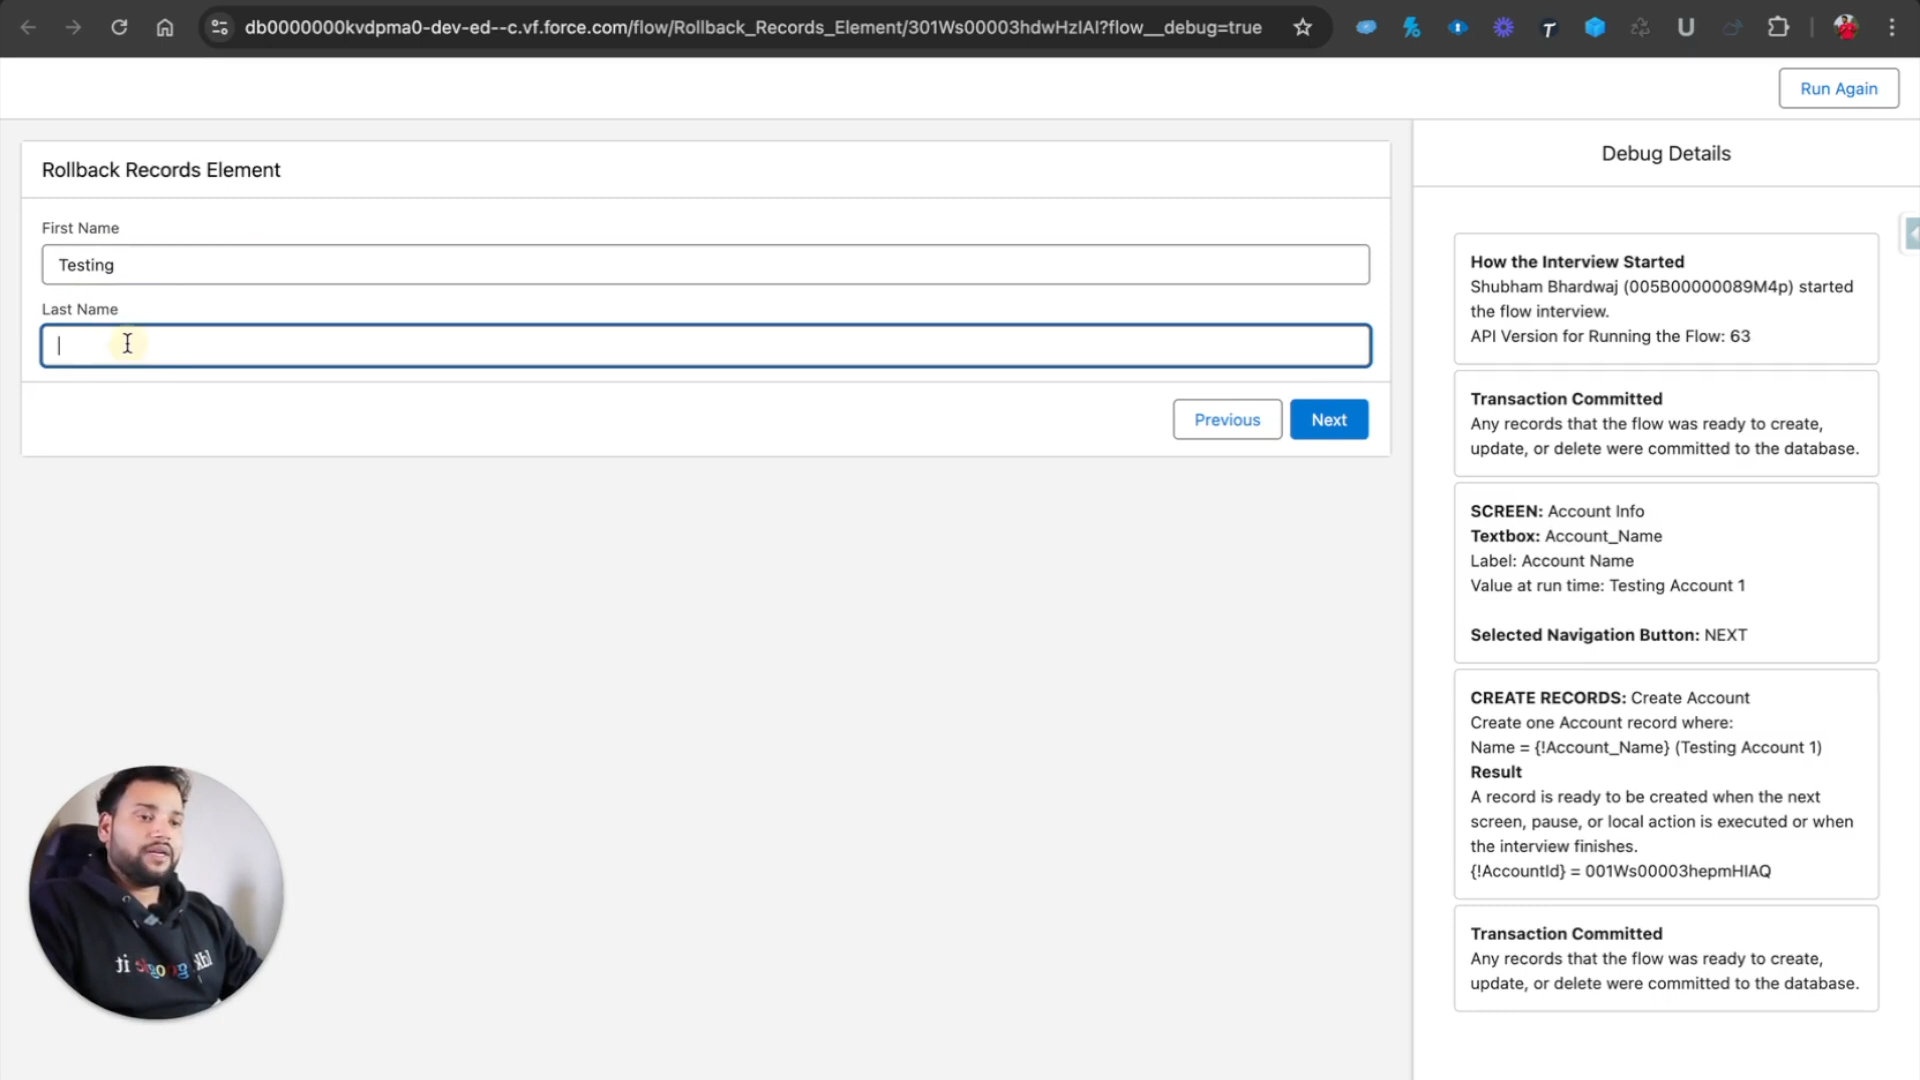 db0000000kvdpma0-dev-ed--c.vf.force.com/flow/Rollback_Records_Element/301Ws00003hdwHzIAI?flow__debug=true
Run Again
Rollback Records Element
First Name
Testing
Last Name
Previous
Next
Debug Details
How the Interview Started
Shubham Bhardwaj (005B00000089M4p) started
the flow interview.
API Version for Running the Flow: 63
Transaction Committed
Any records that the flow was ready to create,
update, or delete were committed to the database.
SCREEN: Account Info
Textbox: Account_Name
Label: Account Name
Value at run time: Testing Account 1
Selected Navigation Button: NEXT
CREATE RECORDS: Create Account
Create one Account record where:
Name = {!Account_Name} (Testing Account 1)
Result
A record is ready to be created when the next
screen, pause, or local action is executed or when
the interview finishes.
{!AccountId} = 001Ws00003hepmHIAQ
Transaction Committed
Any records that the flow was ready to create,
update, or delete were committed to the database.